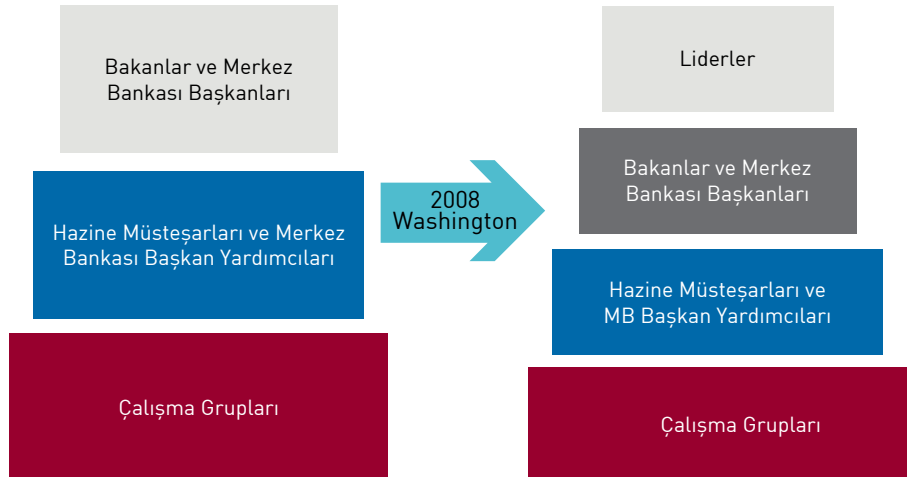 Bakanlar ve Merkez
Bankası Başkanları
Hazine Müsteşarları ve Merkez
Bankası Başkan Yardımcıları
Çalışma Grupları
2008
Washington
Liderler
Bakanlar ve Merkez
Bankası Başkanları
Hazine Müsteşarları ve
MB Başkan Yardımcıları
Çalışma Grupları